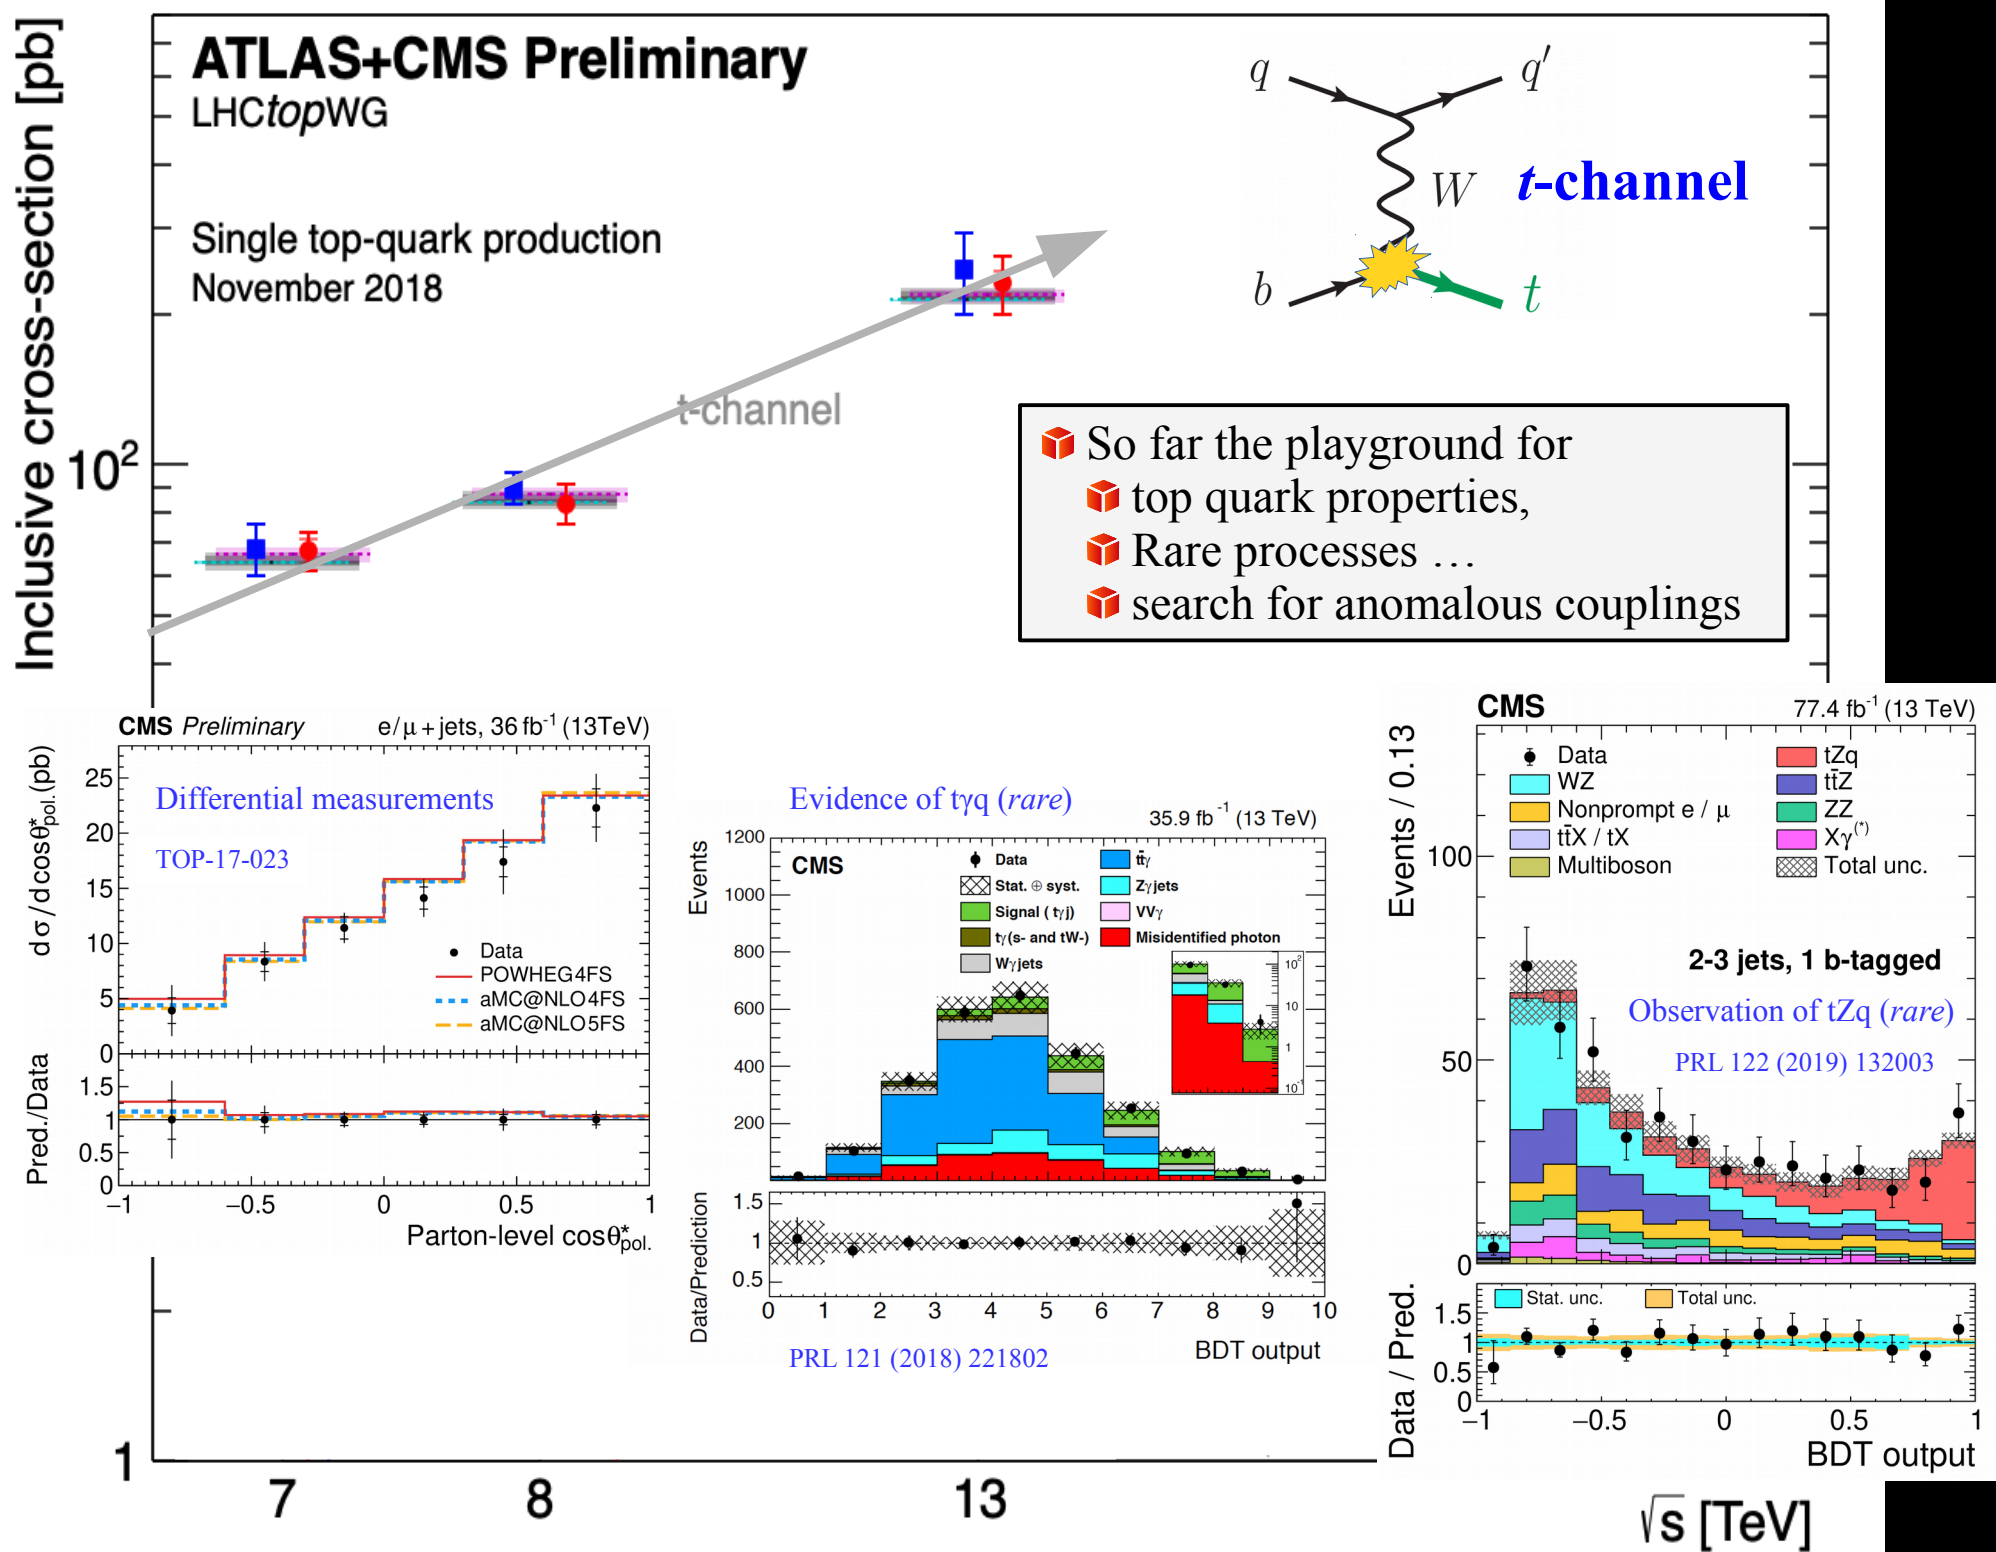 Inclusive cross-section [pb]
ATLAS+CMS Preliminary
LHCtopWG
Single top-quark production
November 2018
t-channel
10²
1
7
8
13
√s [TeV]
q
q′
W
b
t
t-channel
So far the playground for
top quark properties,
Rare processes …
search for anomalous couplings
CMS Preliminary
e/μ+jets, 36 fb⁻¹ (13TeV)
dσ/dcosθ*pol.(pb)
Differential measurements
TOP-17-023
25
20
15
10
5
0
Data
POWHEG4FS
aMC@NLO4FS
aMC@NLO5FS
Pred./Data
1.5
1
0.5
0
−1
−0.5
0
0.5
1
Parton-level cosθ*pol.
Evidence of tγq (rare)
35.9 fb⁻¹ (13 TeV)
Events
1200
1000
800
600
400
200
CMS
Data
Stat. ⊕ syst.
Signal ( tγj)
tγ(s- and tW-)
Wγjets
tt̄γ
Zγjets
VVγ
Misidentified photon
10²
10
1
10⁻¹
Data/Prediction
1.5
1
0.5
0 1 2 3 4 5 6 7 8 9 10
BDT output
PRL 121 (2018) 221802
CMS
77.4 fb⁻¹ (13 TeV)
Events / 0.13
100
50
0
Data
WZ
Nonprompt e / μ
tt̄X / tX
Multiboson
tZq
tt̄Z
ZZ
Xγ⁽*⁾
Total unc.
2-3 jets, 1 b-tagged
Observation of tZq (rare)
PRL 122 (2019) 132003
Data / Pred.
Stat. unc.
Total unc.
1.5
1
0.5
0
−1
−0.5
0
0.5
1
BDT output